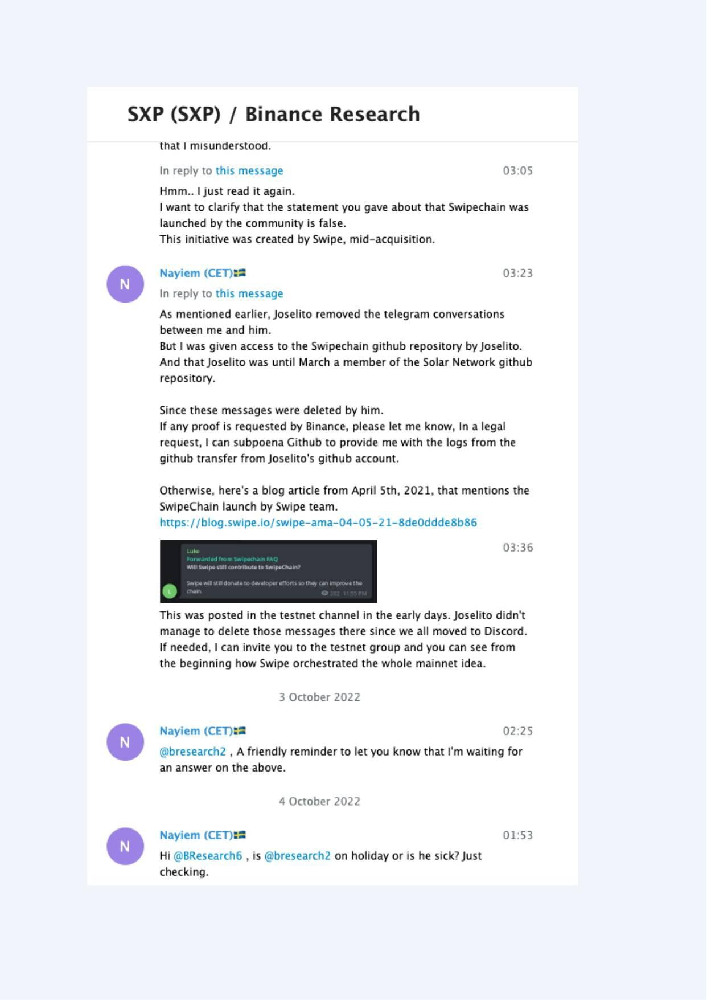 SXP (SXP) / Binance Research
that I misunderstood.
In reply to this message 03:05
Hmm.. I just read it again.
I want to clarify that the statement you gave about that Swipechain was
launched by the community is false.
This initiative was created by Swipe, mid-acquisition.
N
Nayiem (CET)🇸🇪 03:23
In reply to this message
As mentioned earlier, Joselito removed the telegram conversations
between me and him.
But I was given access to the Swipechain github repository by Joselito.
And that Joselito was until March a member of the Solar Network github
repository.
Since these messages were deleted by him.
If any proof is requested by Binance, please let me know, In a legal
request, I can subpoena Github to provide me with the logs from the
github transfer from Joselito's github account.
Otherwise, here's a blog article from April 5th, 2021, that mentions the
SwipeChain launch by Swipe team.
https://blog.swipe.io/swipe-ama-04-05-21-8de0ddde8b86
03:36
Luke
Forwarded from Swipechain FAQ
Will Swipe still contribute to SwipeChain?
Swipe will still donate to developer efforts so they can improve the
chain.
L
202 11:55 PM
This was posted in the testnet channel in the early days. Joselito didn't
manage to delete those messages there since we all moved to Discord.
If needed, I can invite you to the testnet group and you can see from
the beginning how Swipe orchestrated the whole mainnet idea.
3 October 2022
N
Nayiem (CET)🇸🇪 02:25
@bresearch2 , A friendly reminder to let you know that I'm waiting for
an answer on the above.
4 October 2022
N
Nayiem (CET)🇸🇪 01:53
Hi @BResearch6 , is @bresearch2 on holiday or is he sick? Just
checking.